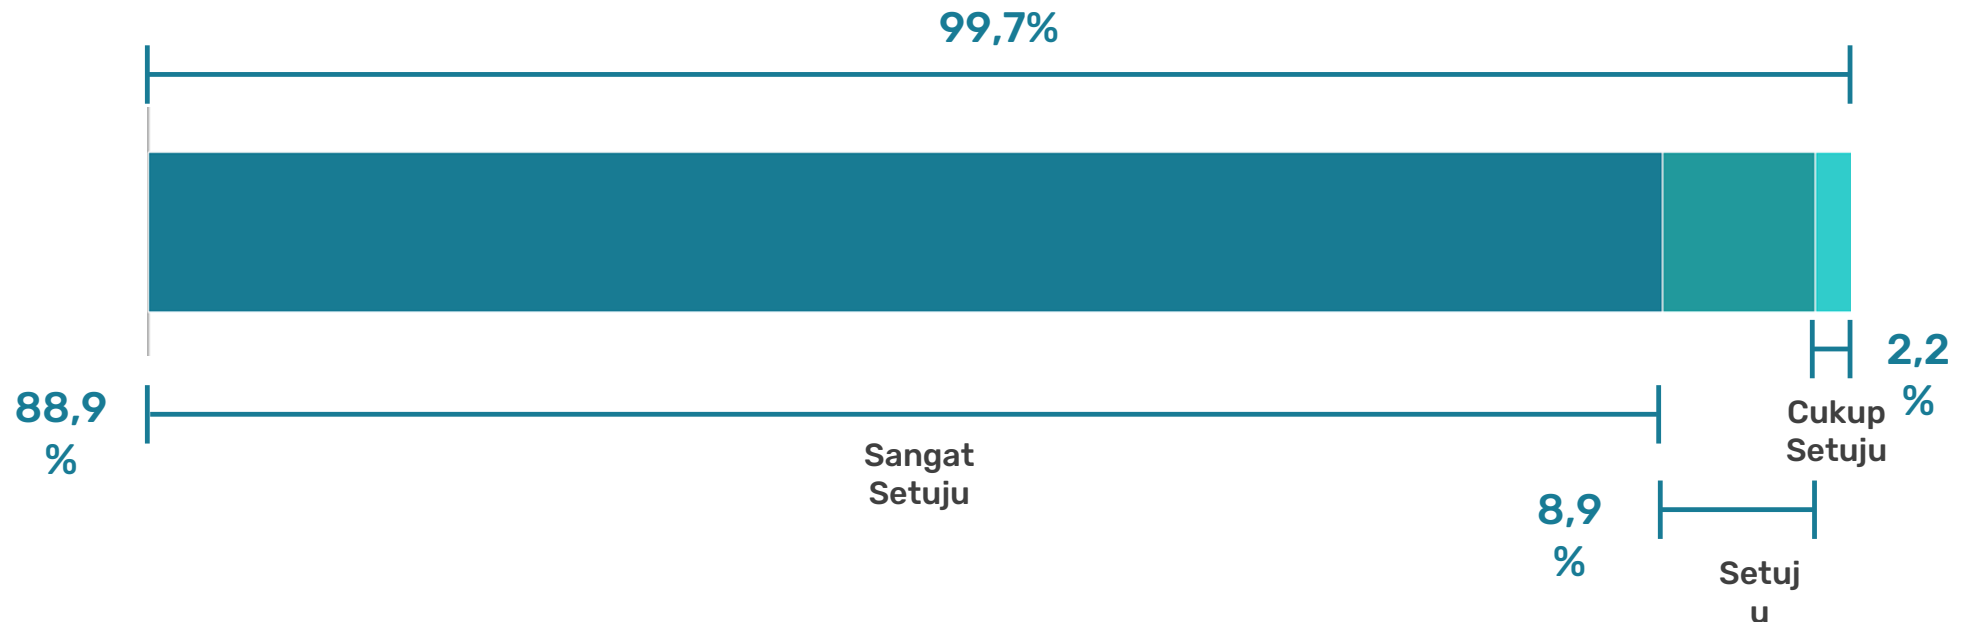 99,7%
88,9
%
Sangat
Setuju
2,2
%
Cukup
Setuju
8,9
%
Setuj
u